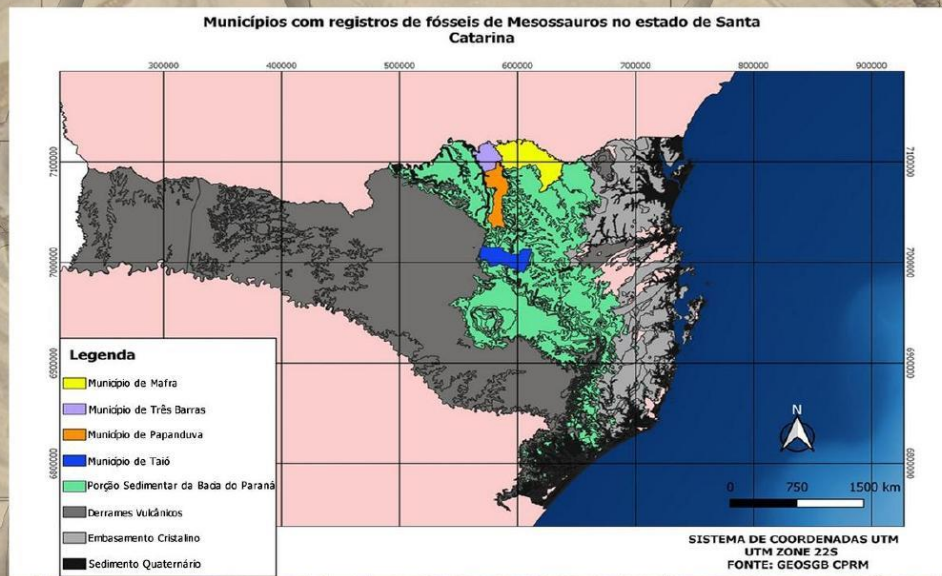 Municípios com registros de fósseis de Mesossauros no estado de Santa
Catarina
300000 400000 500000 600000 700000 800000 900000
7100000 7100000
7000000 7000000
6900000 6900000
6800000 6800000
Legenda
Município de Mafra
Município de Três Barras
Município de Papanduva
Município de Taió
Porção Sedimentar da Bacia do Paraná
Derrames Vulcânicos
Embasamento Cristalino
Sedimento Quaternário
N
0 750 1500 km
SISTEMA DE COORDENADAS UTM
UTM ZONE 22S
FONTE: GEOSGB CPRM